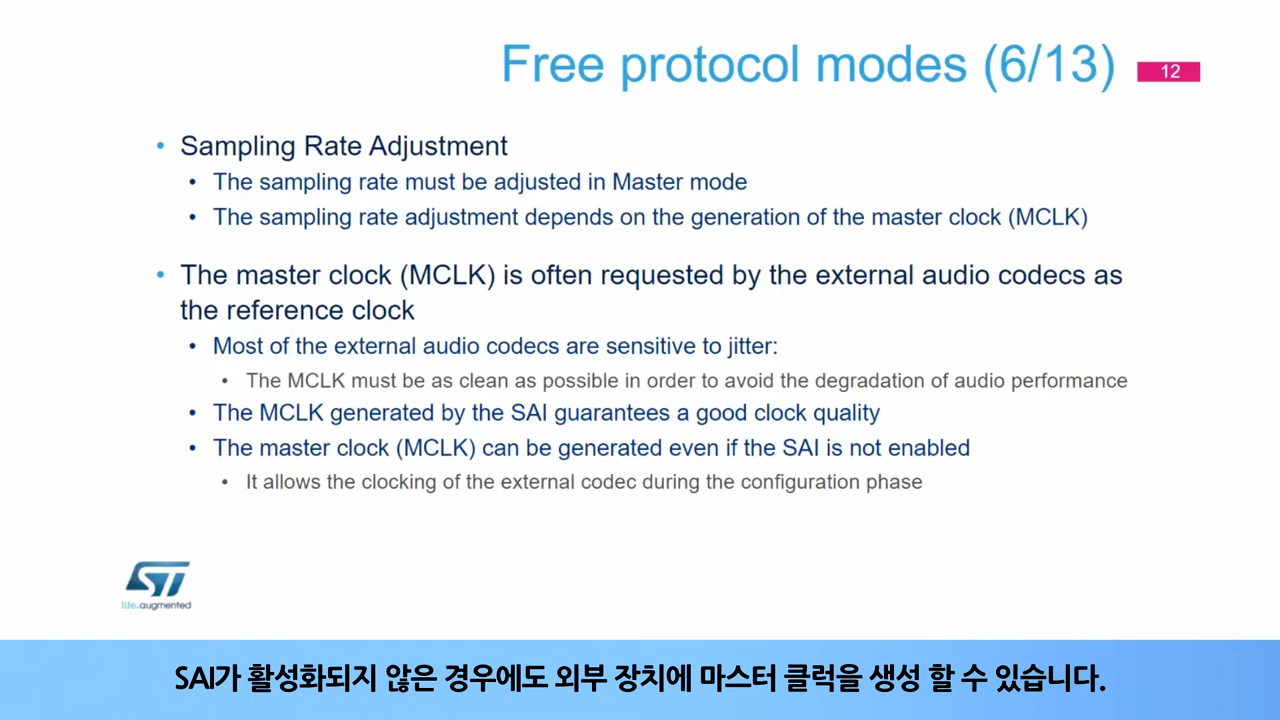 Free protocol modes (6/13)
12
• Sampling Rate Adjustment
• The sampling rate must be adjusted in Master mode
• The sampling rate adjustment depends on the generation of the master clock (MCLK)
• The master clock (MCLK) is often requested by the external audio codecs as
the reference clock
• Most of the external audio codecs are sensitive to jitter:
• The MCLK must be as clean as possible in order to avoid the degradation of audio performance
• The MCLK generated by the SAI guarantees a good clock quality
• The master clock (MCLK) can be generated even if the SAI is not enabled
• It allows the clocking of the external codec during the configuration phase
ST
life.augmented
SAI가 활성화되지 않은 경우에도 외부 장치에 마스터 클럭을 생성 할 수 있습니다.